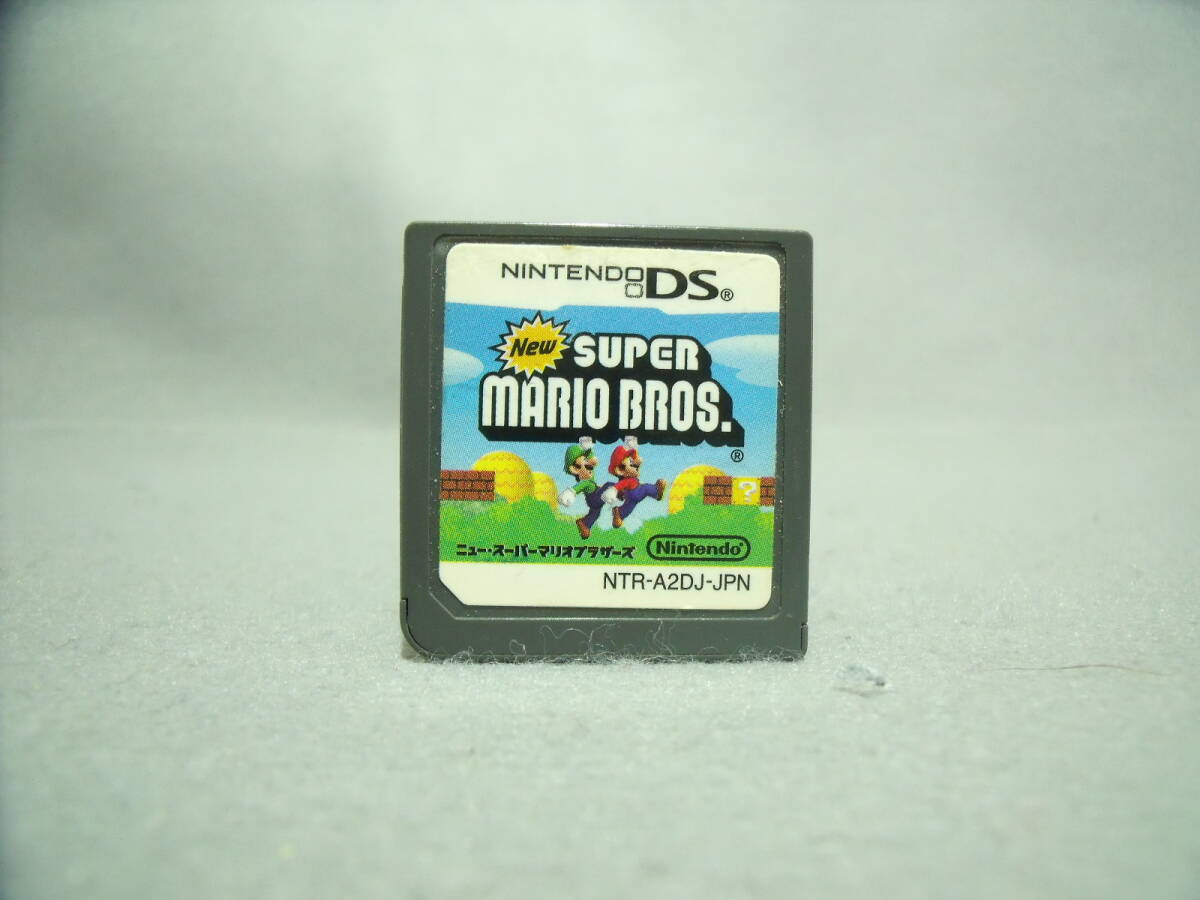 NINTENDO DS®
New SUPER
MARIO BROS.
®
?
ニュー・スーパーマリオブラザーズ
Nintendo®
NTR-A2DJ-JPN